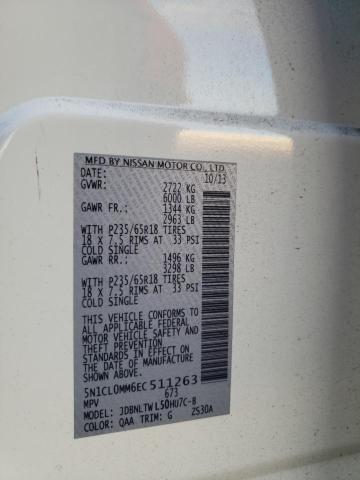 MFD BY NISSAN MOTOR CO., LTD
DATE: 10/13
GVWR: 2722 KG
6000 LB
GAWR FR.: 1344 KG
2963 LB
WITH P235/65R18 TIRES
18 X 7.5 RIMS AT 33 PSI
COLD SINGLE
GAWR RR.: 1496 KG
3298 LB
WITH P235/65R18 TIRES
18 X 7.5 RIMS AT 33 PSI
COLD SINGLE
THIS VEHICLE CONFORMS TO
ALL APPLICABLE FEDERAL
MOTOR VEHICLE SAFETY
STANDARDS IN EFFECT ON
THE DATE OF MANUFACTURE
SHOWN ABOVE.
5N1CL0MM6EC511263
MPV 673
MODEL: JDBNLTWL50HU7C-B
COLOR: QAA TRIM: G ZS30A